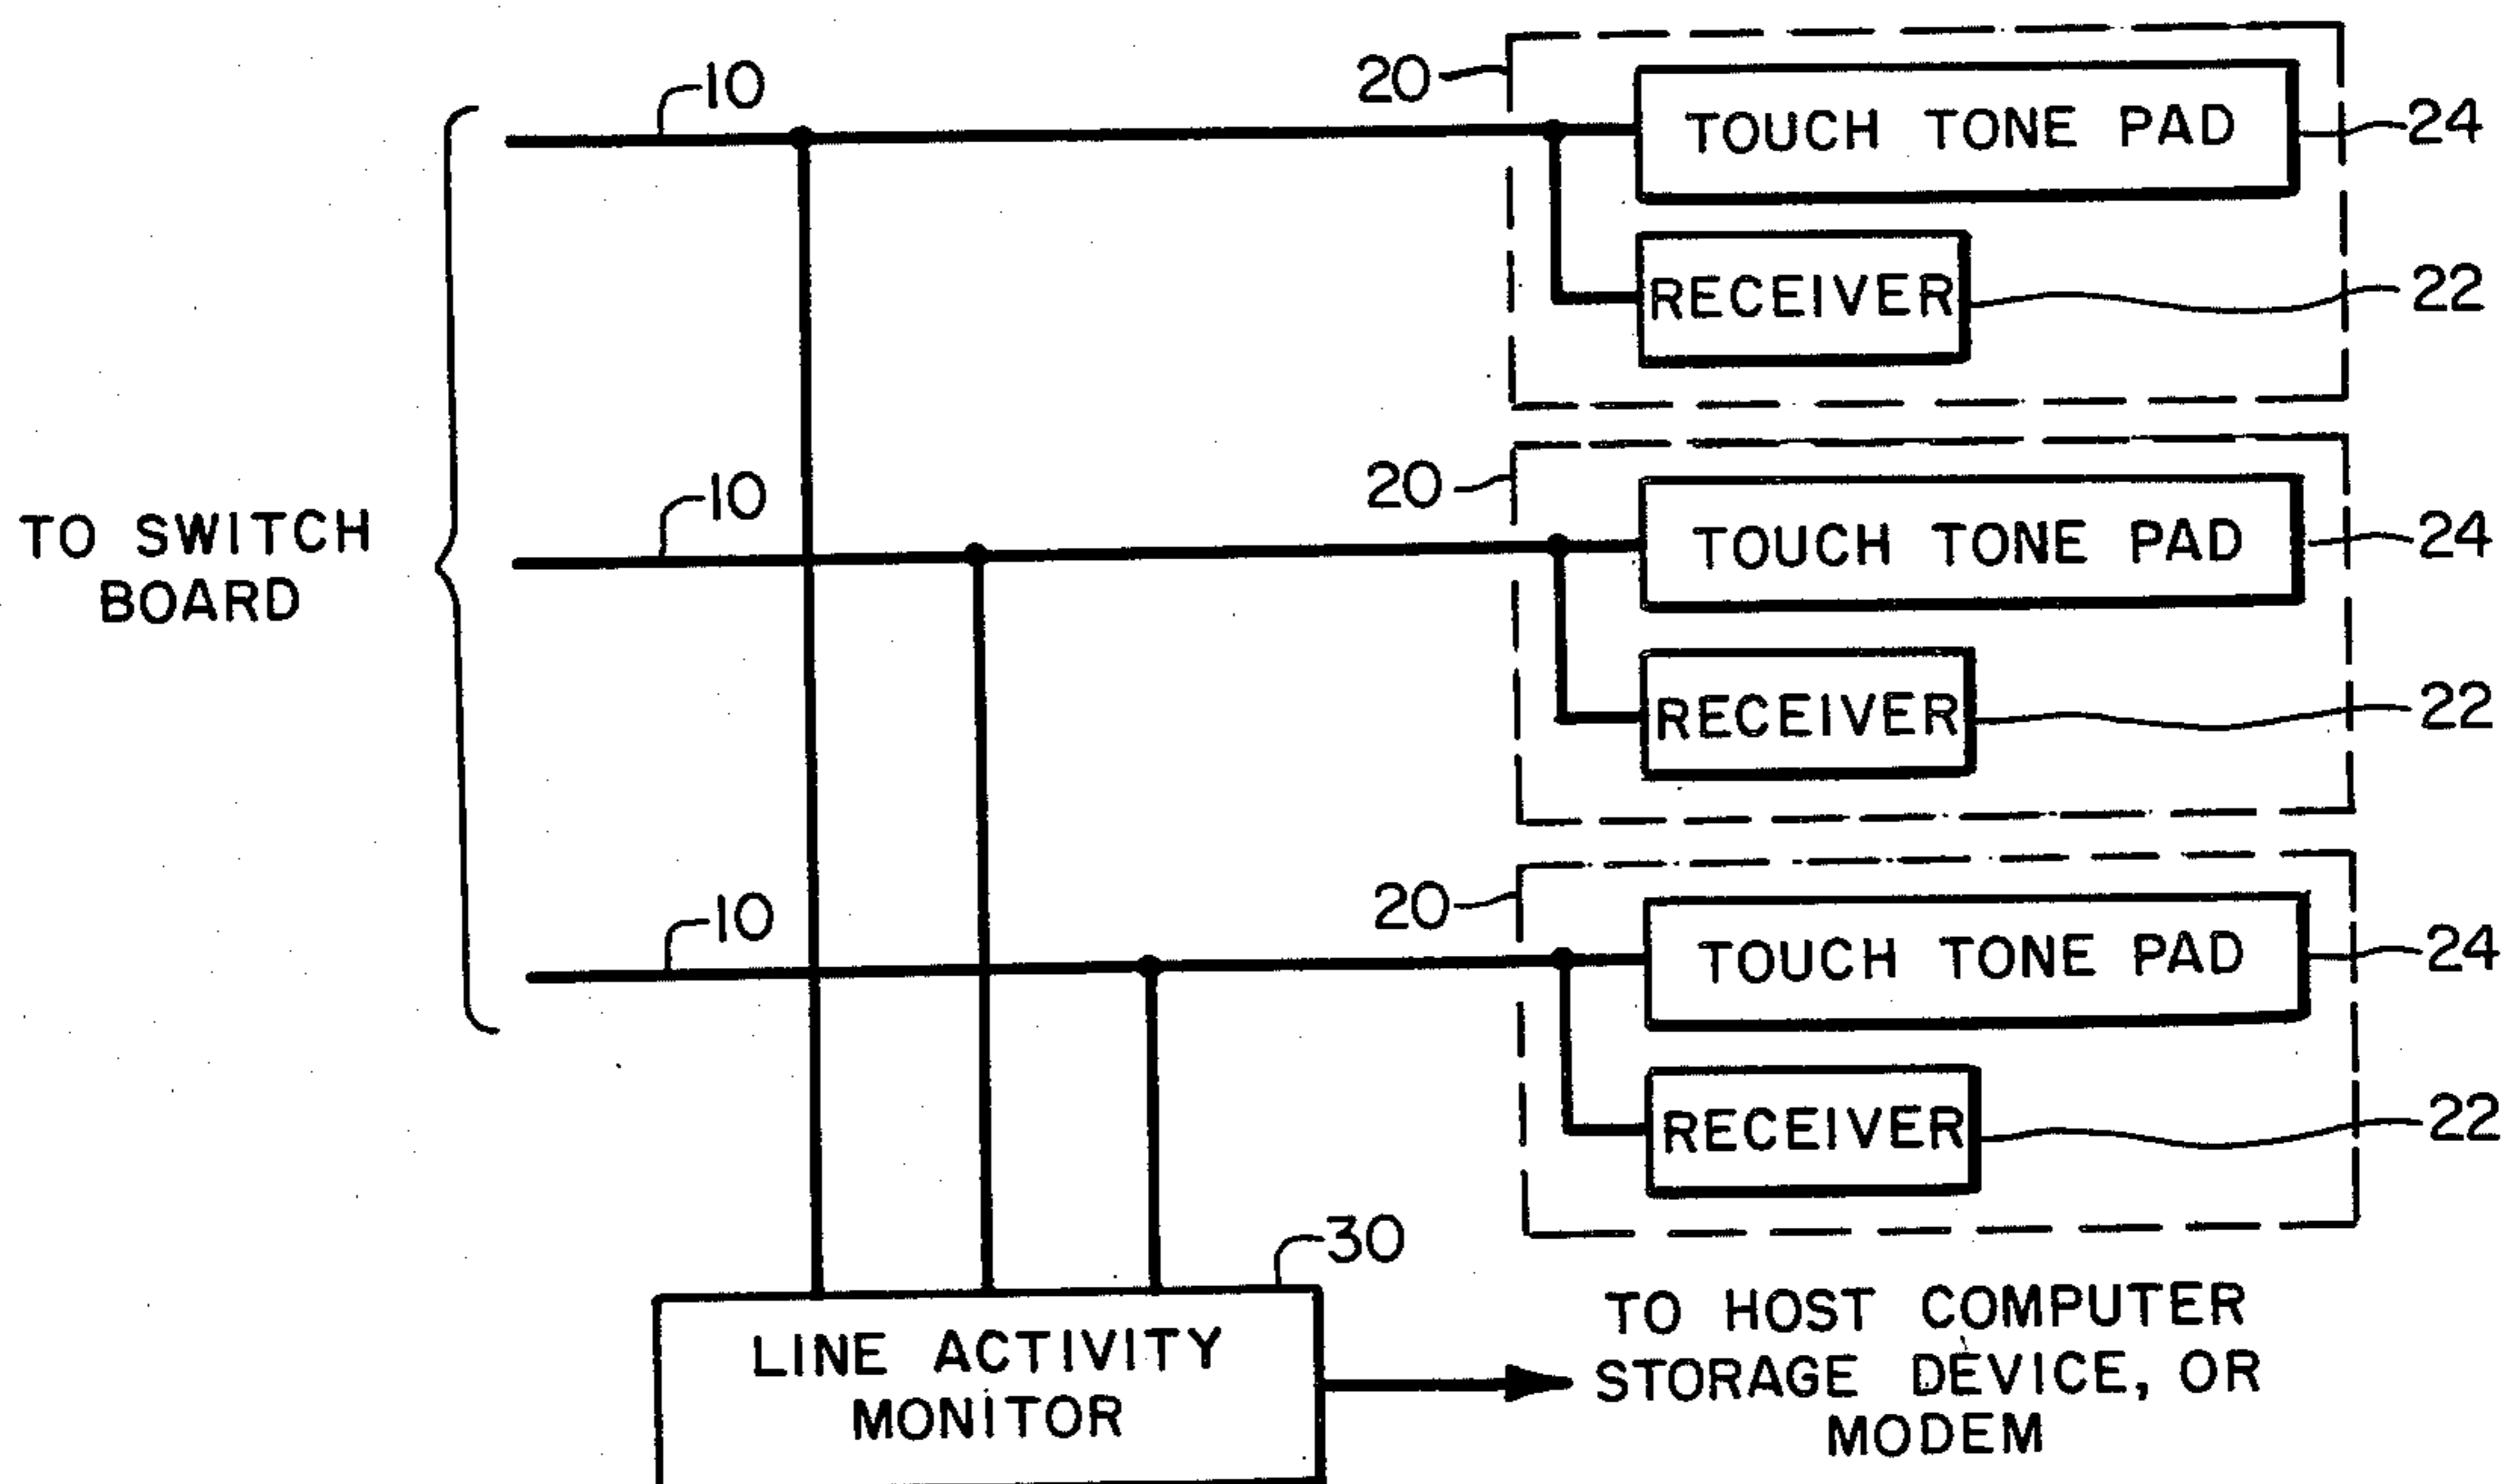 10
20
TOUCH TONE PAD
24
RECEIVER
22
10
20
TOUCH TONE PAD
24
TO SWITCH
BOARD
RECEIVER
22
10
20
TOUCH TONE PAD
24
RECEIVER
22
30
LINE ACTIVITY
MONITOR
TO HOST COMPUTER
STORAGE DEVICE, OR
MODEM